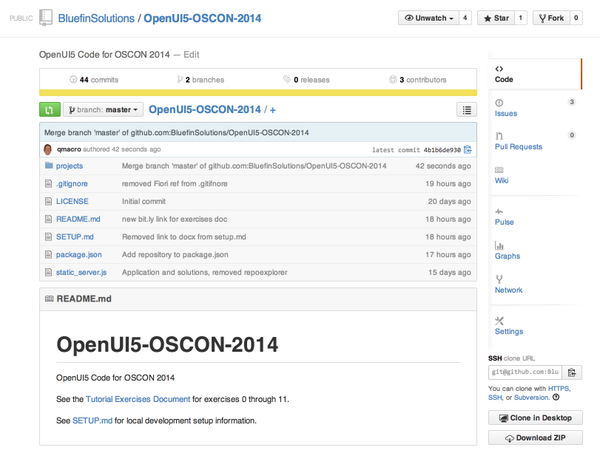 PUBLIC BluefinSolutions / OpenUI5-OSCON-2014 Unwatch 4 Star 1 Fork 0
OpenUI5 Code for OSCON 2014 — Edit
44 commits 2 branches 0 releases 3 contributors
branch: master OpenUI5-OSCON-2014 / +
Merge branch 'master' of github.com:BluefinSolutions/OpenUI5-OSCON-2014
qmacro authored 42 seconds ago latest commit 4b1b6de930
projects Merge branch 'master' of github.com:BluefinSolutions/OpenUI5-OSCON-2014 42 seconds ago
.gitignore removed Fiori ref from .gitifnore 19 hours ago
LICENSE Initial commit 20 days ago
README.md new bit.ly link for exercises doc 18 hours ago
SETUP.md Removed link to docx from setup.md 18 hours ago
package.json Add repository to package.json 17 hours ago
static_server.js Application and solutions, removed repoexplorer 15 days ago
README.md
OpenUI5-OSCON-2014
OpenUI5 Code for OSCON 2014
See the Tutorial Exercises Document for exercises 0 through 11.
See SETUP.md for local development setup information.
Code
Issues 3
Pull Requests 0
Wiki
Pulse
Graphs
Network
Settings
SSH clone URL
git@github.com:Blu
You can clone with HTTPS,
SSH, or Subversion.
Clone in Desktop
Download ZIP